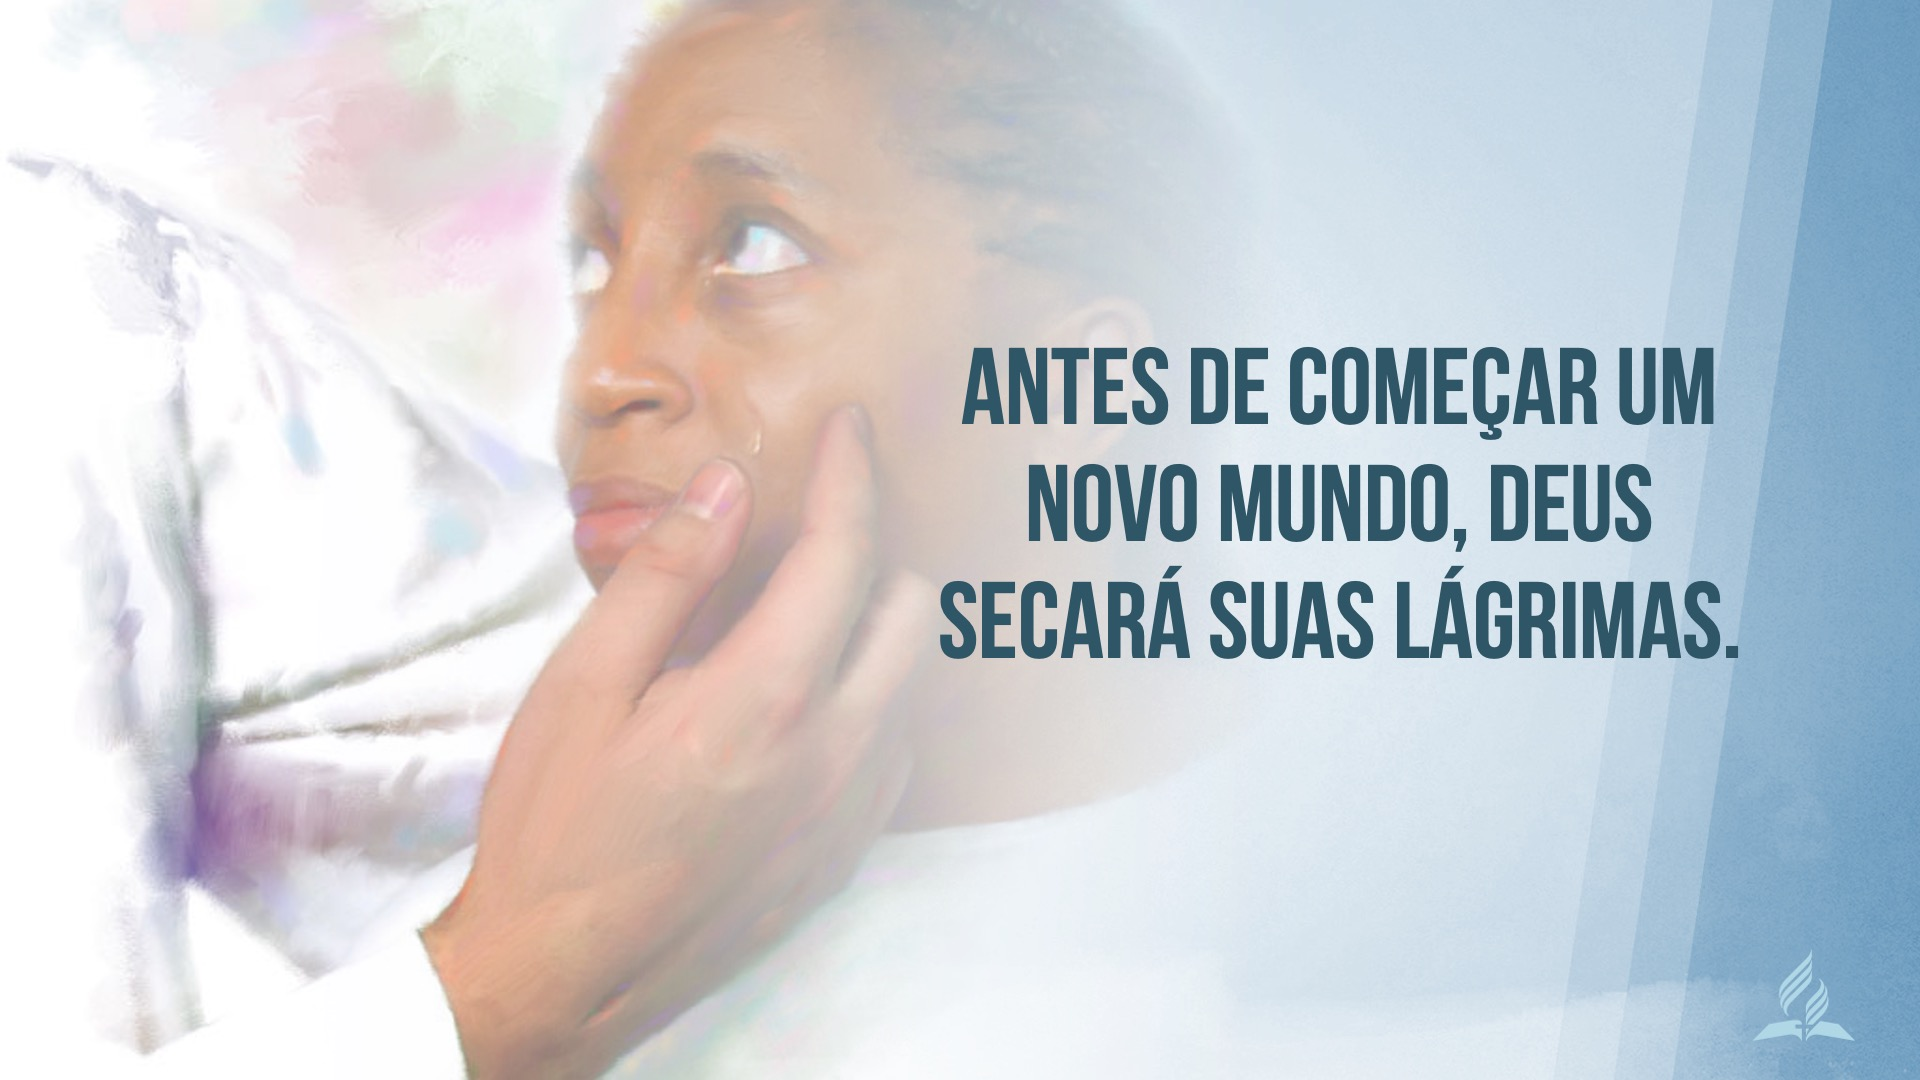 ANTES DE COMEÇAR UM
NOVO MUNDO, DEUS
SECARÁ SUAS LÁGRIMAS.